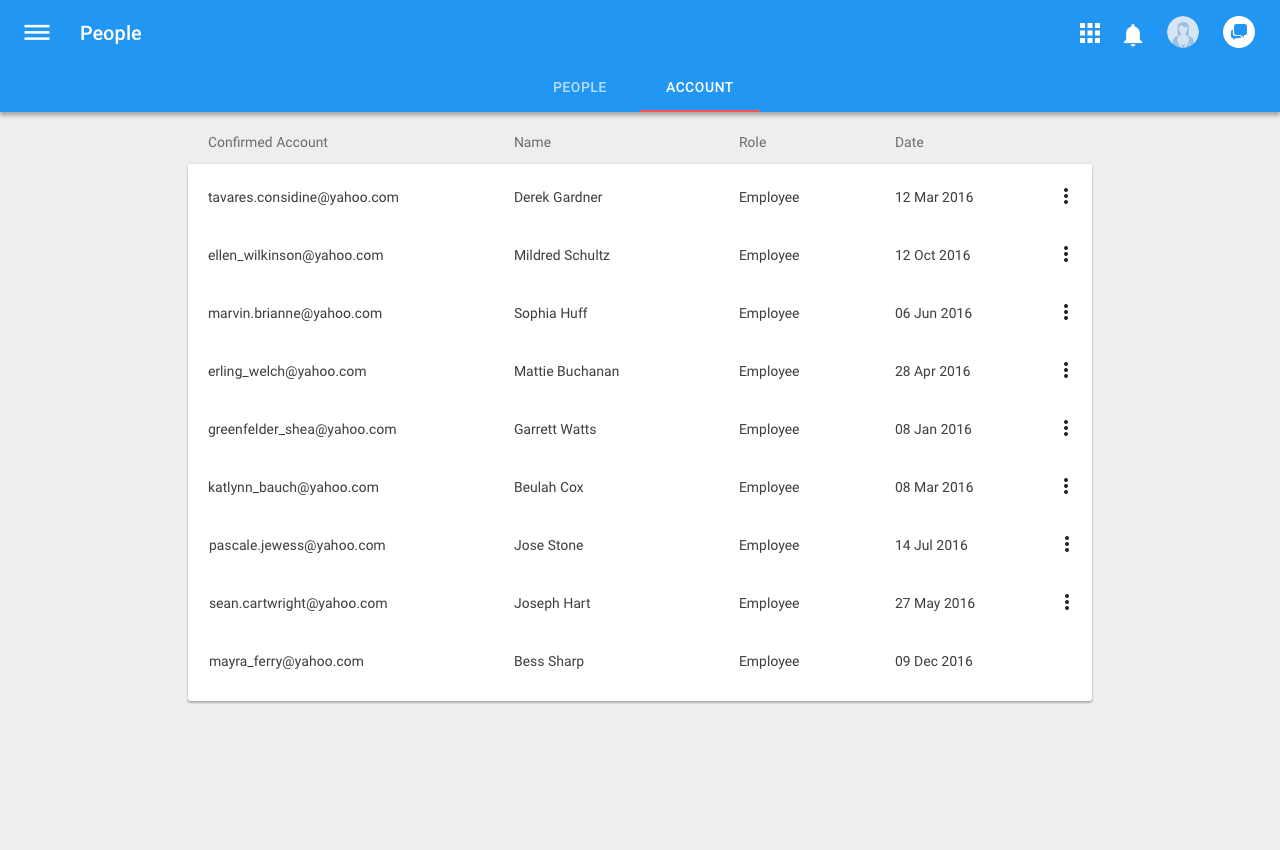 People
PEOPLE ACCOUNT
Confirmed Account Name Role Date
tavares.considine@yahoo.com Derek Gardner Employee 12 Mar 2016
ellen_wilkinson@yahoo.com Mildred Schultz Employee 12 Oct 2016
marvin.brianne@yahoo.com Sophia Huff Employee 06 Jun 2016
erling_welch@yahoo.com Mattie Buchanan Employee 28 Apr 2016
greenfelder_shea@yahoo.com Garrett Watts Employee 08 Jan 2016
katlynn_bauch@yahoo.com Beulah Cox Employee 08 Mar 2016
pascale.jewess@yahoo.com Jose Stone Employee 14 Jul 2016
sean.cartwright@yahoo.com Joseph Hart Employee 27 May 2016
mayra_ferry@yahoo.com Bess Sharp Employee 09 Dec 2016